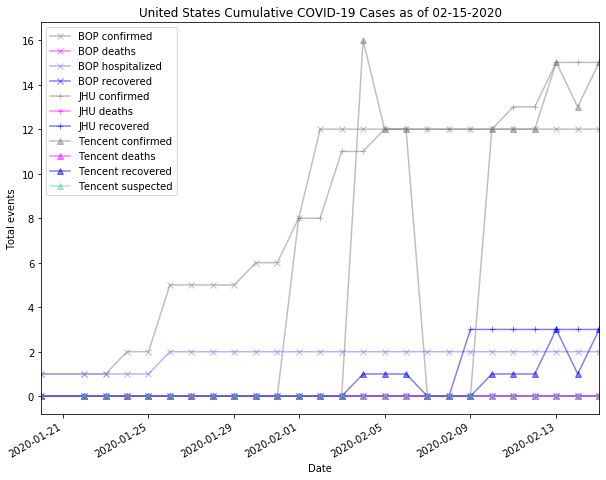 United States Cumulative COVID-19 Cases as of 02-15-2020
BOP confirmed
BOP deaths
BOP hospitalized
BOP recovered
JHU confirmed
JHU deaths
JHU recovered
Tencent confirmed
Tencent deaths
Tencent recovered
Tencent suspected
Total events
16
14
12
10
8
6
4
2
0
2020-01-21
2020-01-25
2020-01-29
2020-02-01
2020-02-05
2020-02-09
2020-02-13
Date